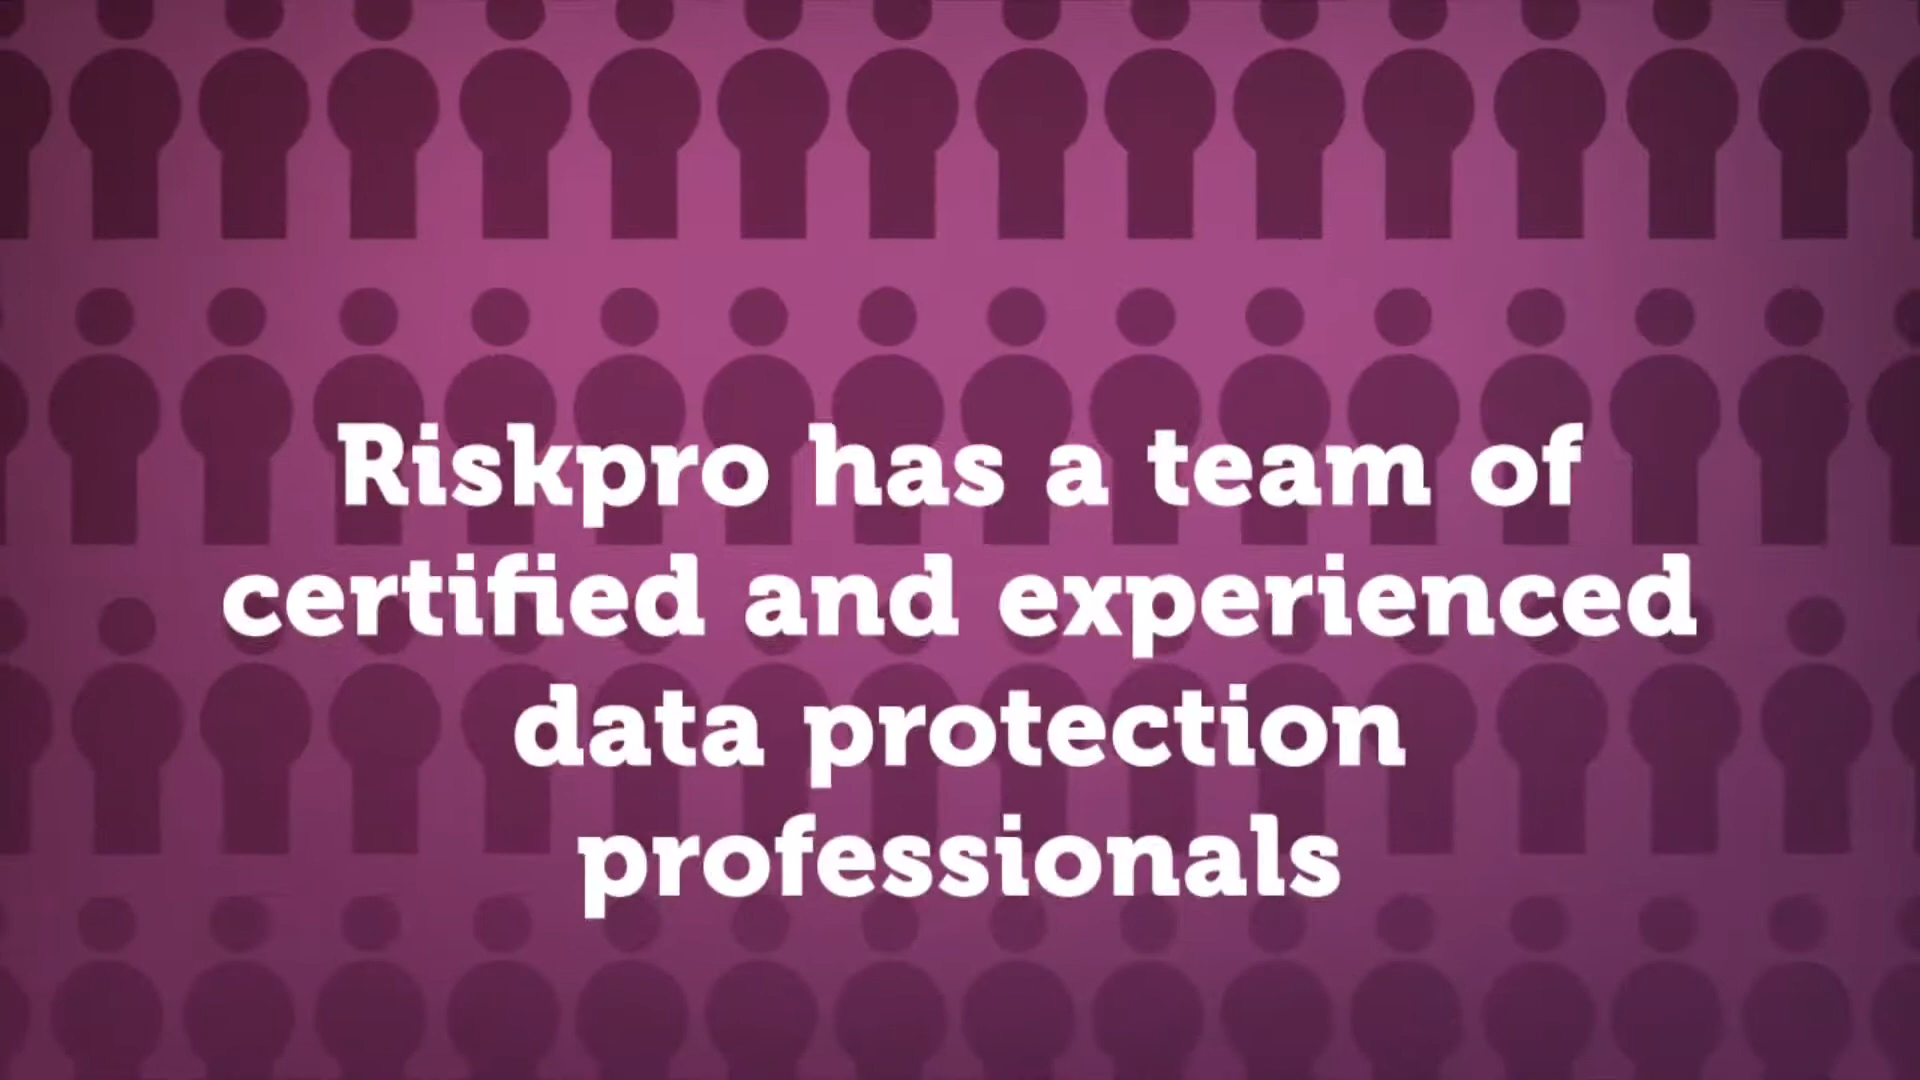 Riskpro has a team of
certified and experienced
data protection
professionals